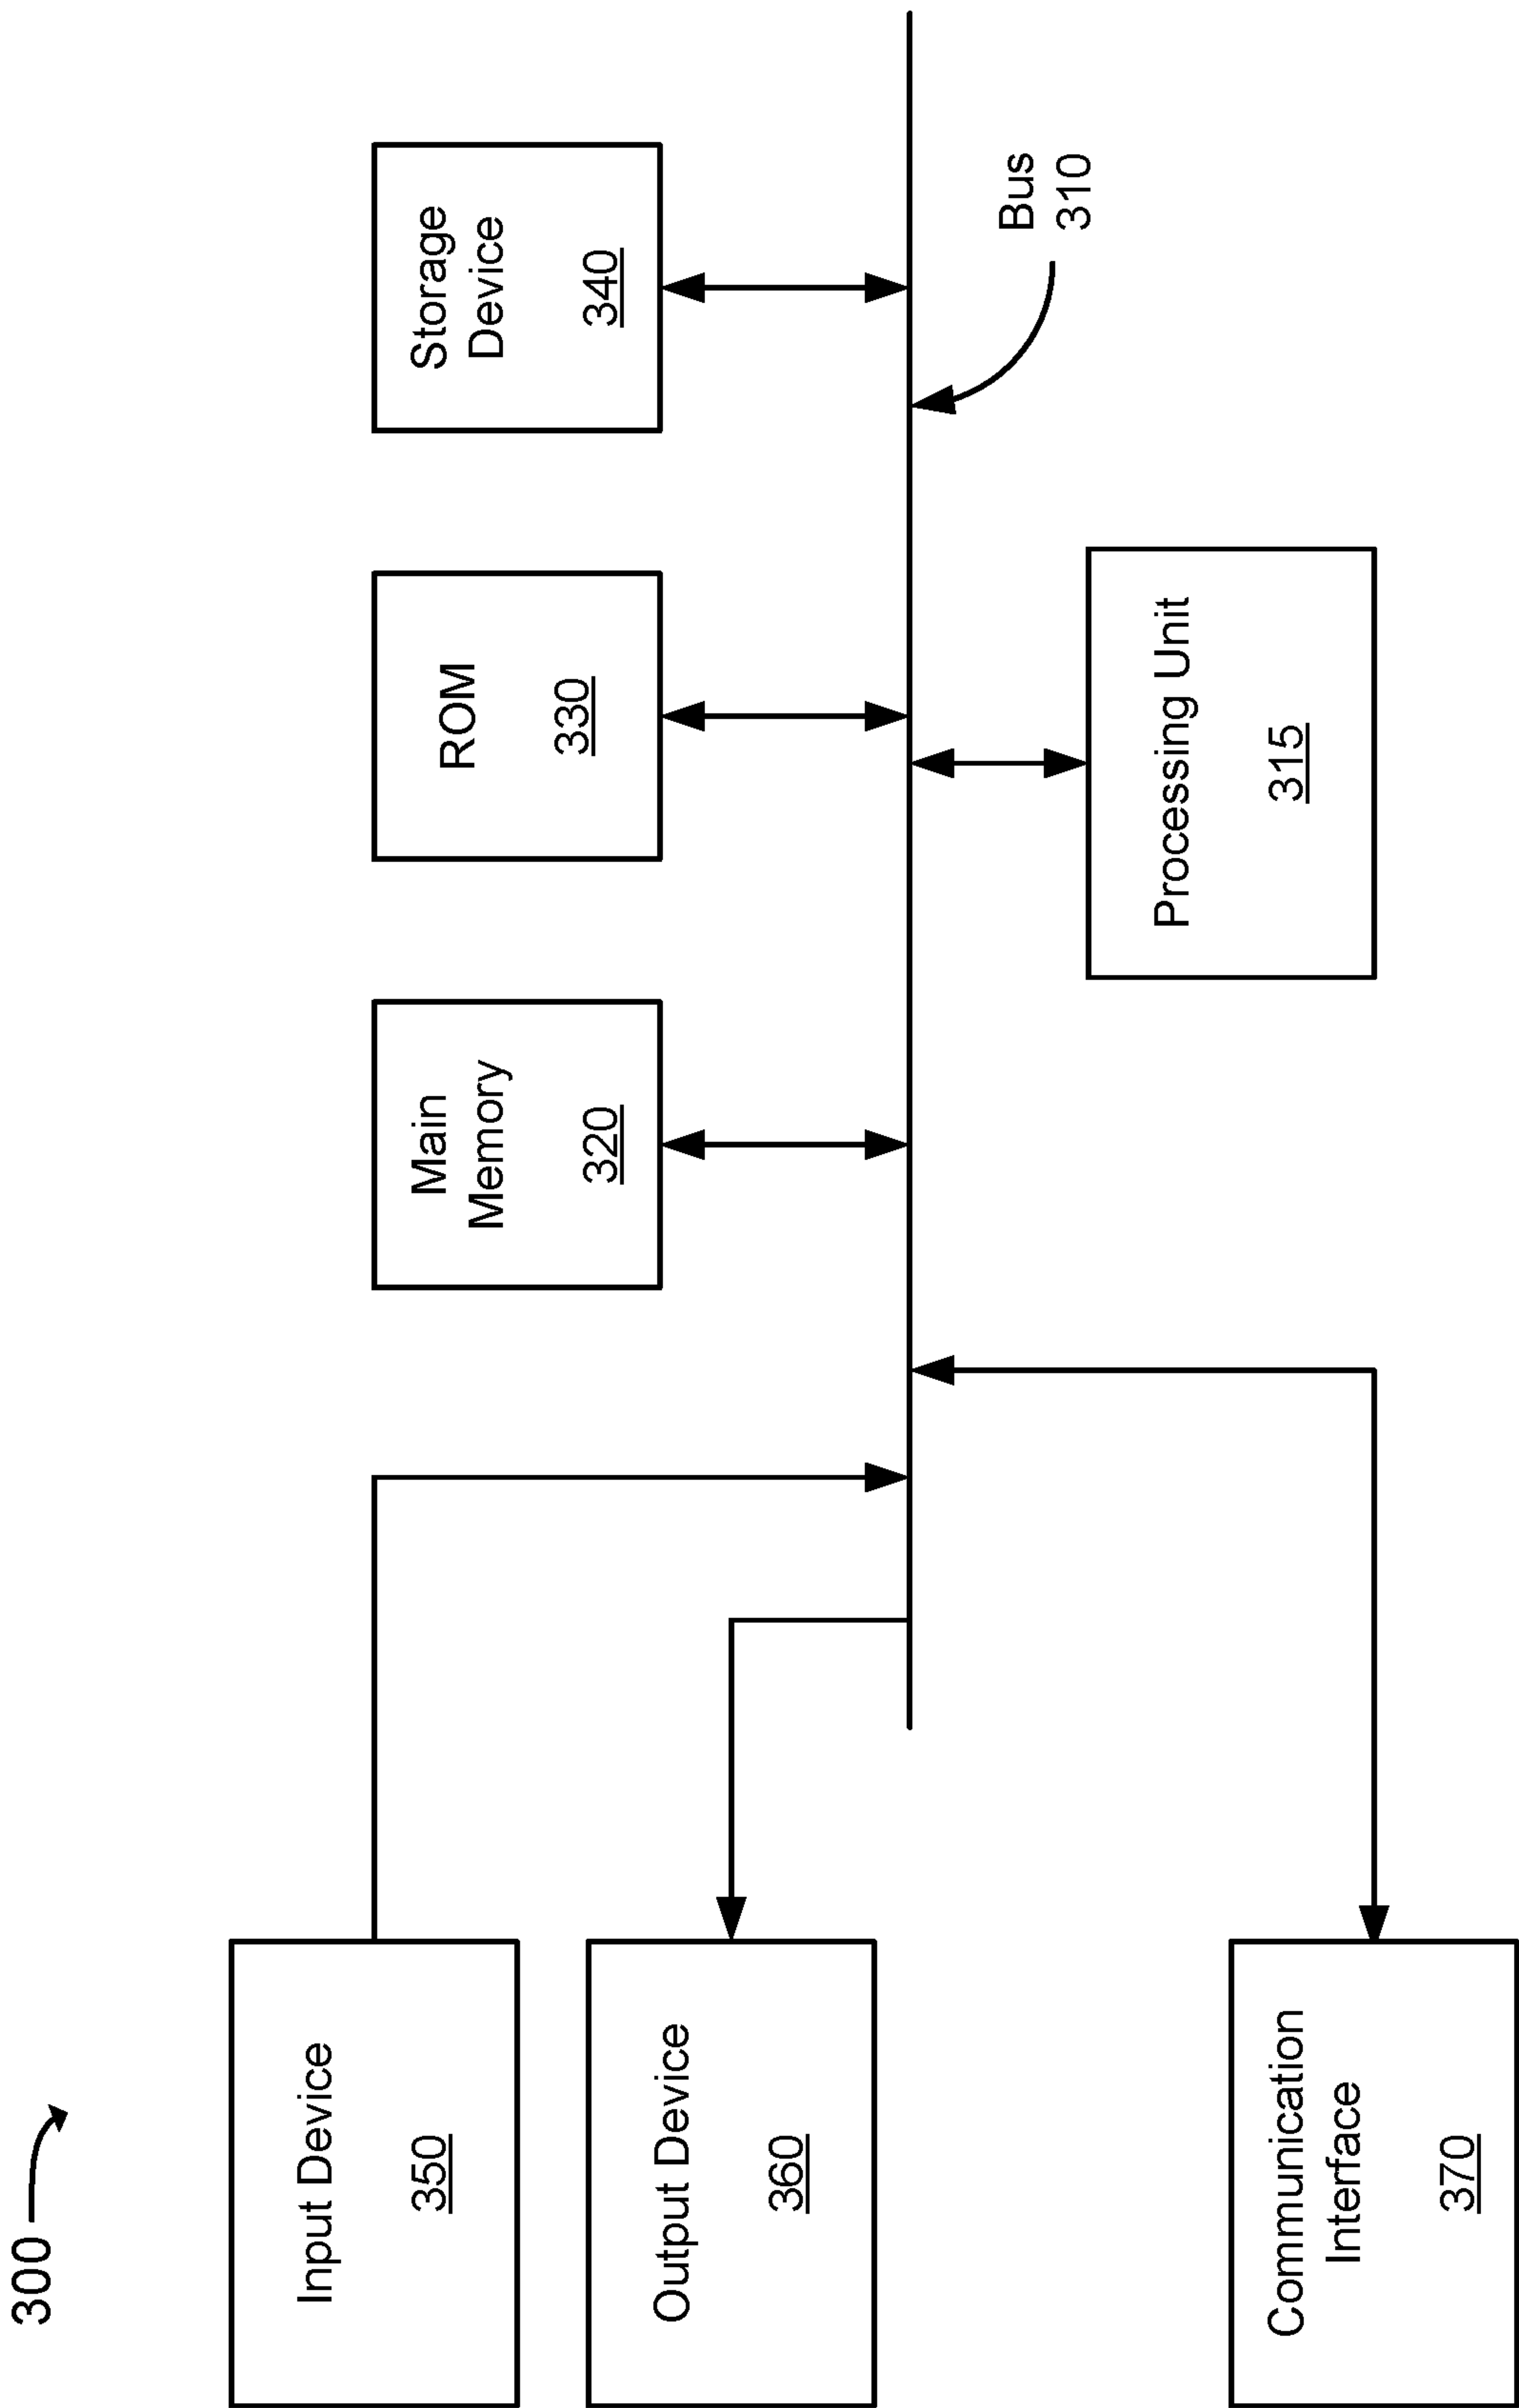 300
Input Device
350
Output Device
360
Communication
Interface
370
Main
Memory
320
ROM
330
Storage
Device
340
Processing Unit
315
Bus
310